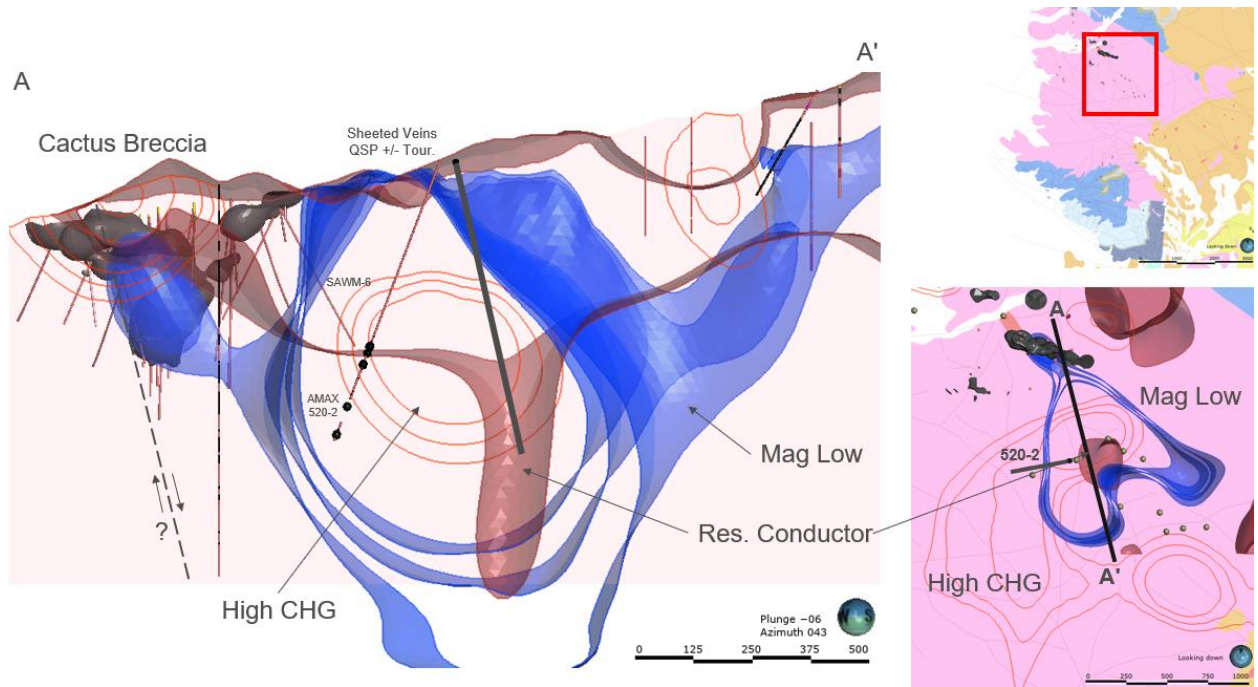 A
A'
Cactus Breccia
Sheeted Veins
QSP +/- Tour.
SAWM-6
AMAX
520-2
Mag Low
Res. Conductor
High CHG
?
Plunge −06
Azimuth 043
0 125 250 375 500
Looking down
A
Mag Low
520-2
High CHG
A'
Looking down
0 250 500 750 1000